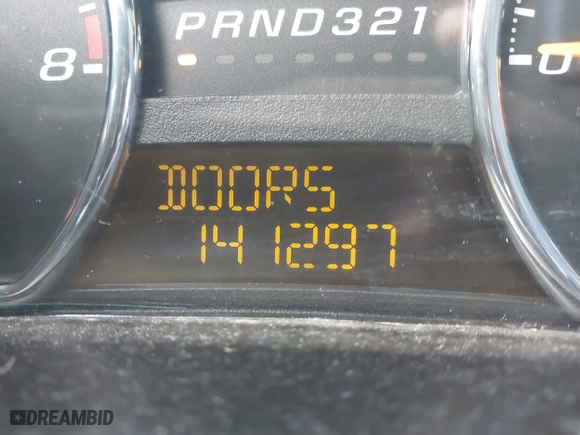 PRND321
8
0
DOORS
141297
DREAMBID